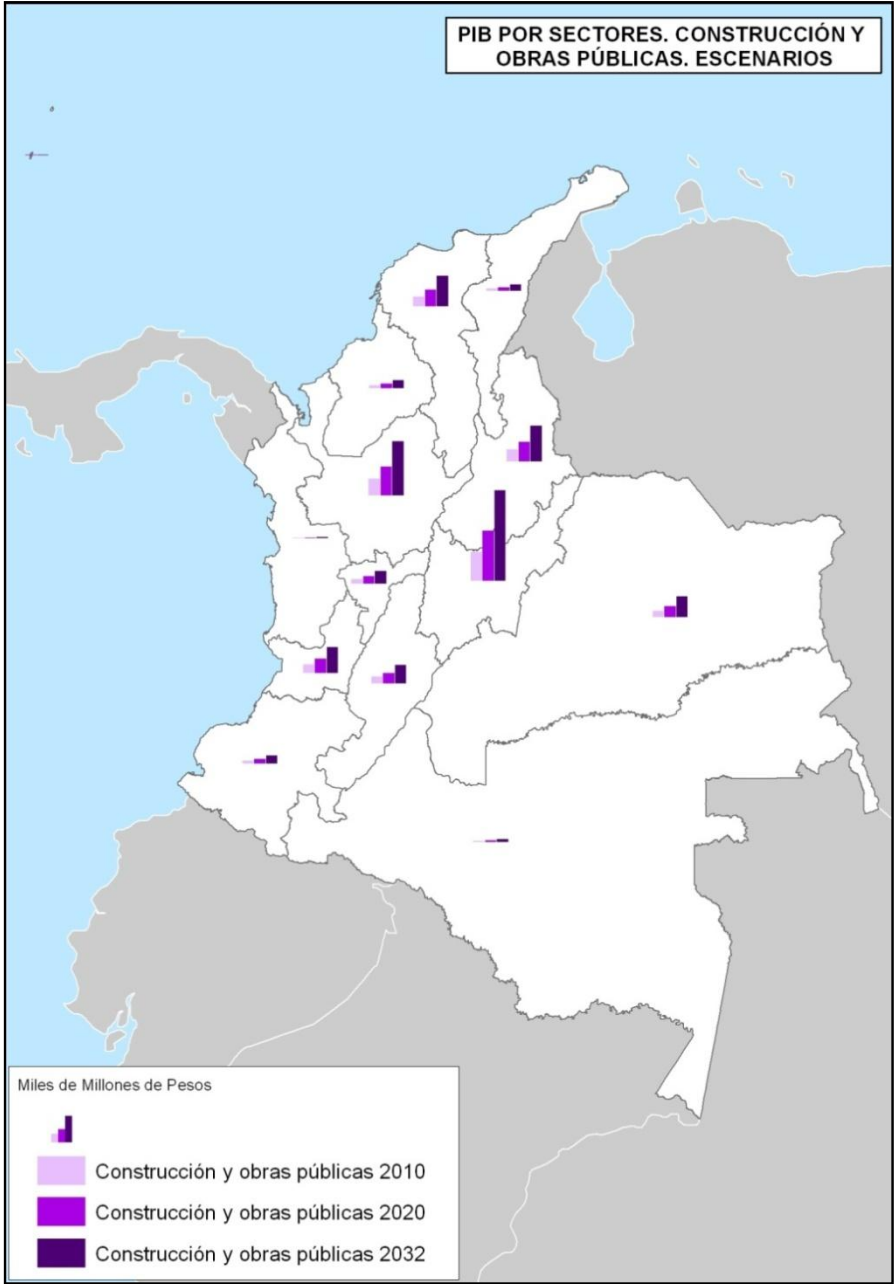 PIB POR SECTORES. CONSTRUCCIÓN Y
OBRAS PÚBLICAS. ESCENARIOS
Miles de Millones de Pesos
Construcción y obras públicas 2010
Construcción y obras públicas 2020
Construcción y obras públicas 2032